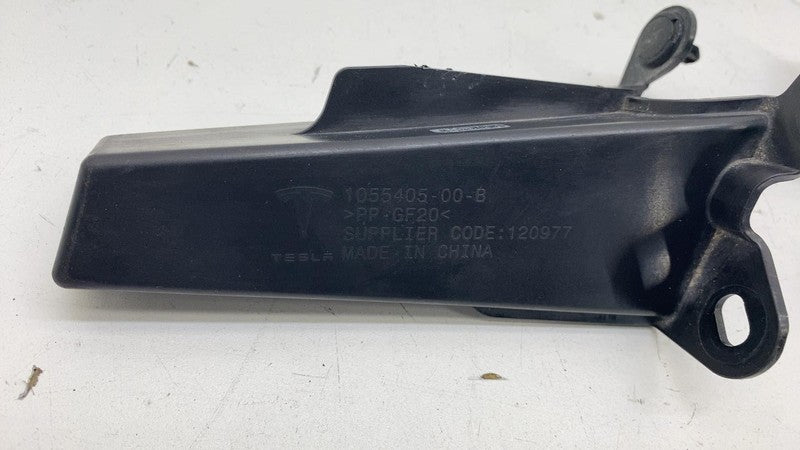 1055405-00-B
>PP-GF20<
SUPPLIER CODE:120977
TESLA MADE IN CHINA